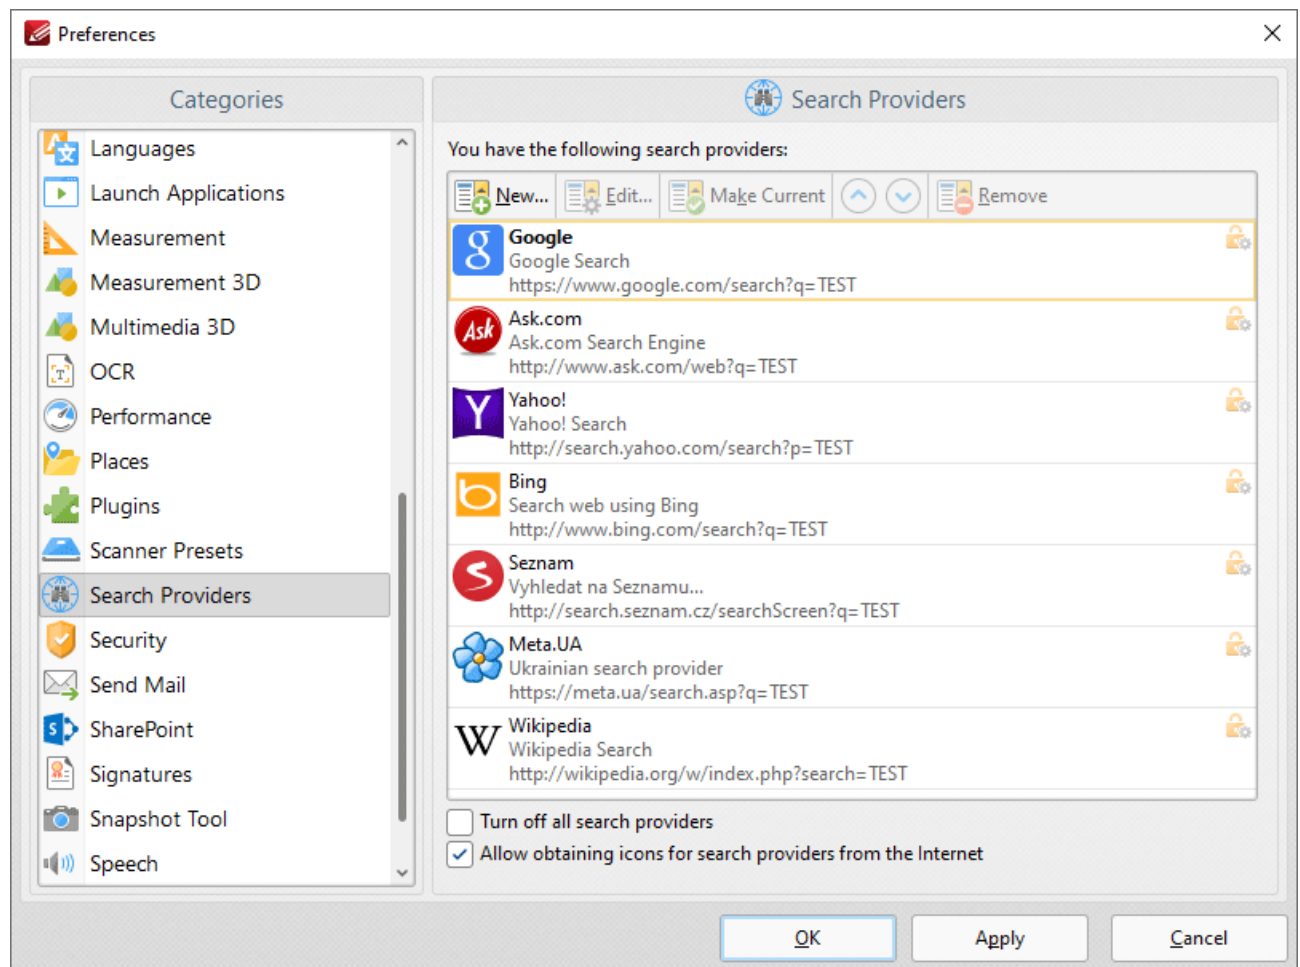 Preferences
Categories
Languages
Launch Applications
Measurement
Measurement 3D
Multimedia 3D
OCR
Performance
Places
Plugins
Scanner Presets
Search Providers
Security
Send Mail
SharePoint
Signatures
Snapshot Tool
Speech
Search Providers
You have the following search providers:
New... Edit... Make Current Remove
g
Google
Google Search
https://www.google.com/search?q=TEST
Ask
Ask.com
Ask.com Search Engine
http://www.ask.com/web?q=TEST
Y
Yahoo!
Yahoo! Search
http://search.yahoo.com/search?p=TEST
b
Bing
Search web using Bing
http://www.bing.com/search?q=TEST
S
Seznam
Vyhledat na Seznamu...
http://search.seznam.cz/searchScreen?q=TEST
Meta.UA
Ukrainian search provider
https://meta.ua/search.asp?q=TEST
W
Wikipedia
Wikipedia Search
http://wikipedia.org/w/index.php?search=TEST
Turn off all search providers
Allow obtaining icons for search providers from the Internet
OK Apply Cancel